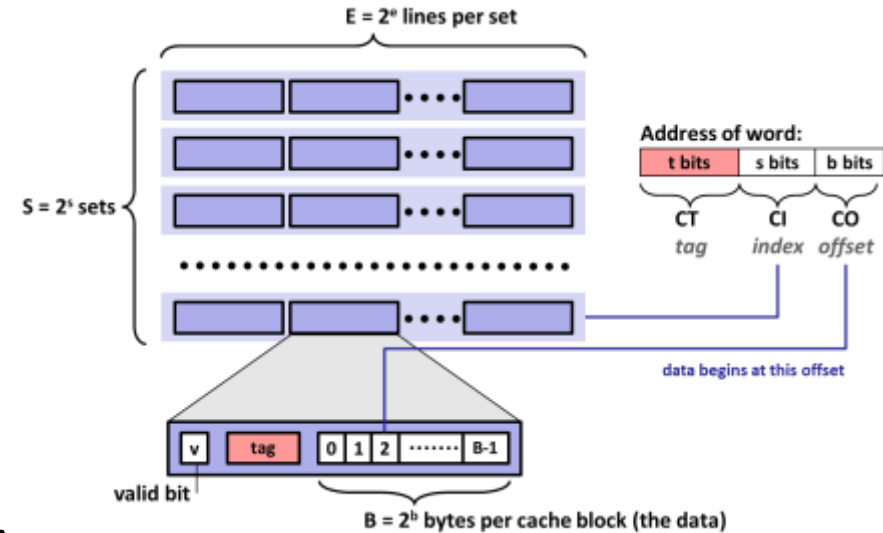 E = 2ᵉ lines per set
S = 2ˢ sets
Address of word:
t bits s bits b bits
CT CI CO
tag index offset
data begins at this offset
v tag 0 1 2 ······· B-1
valid bit
B = 2ᵇ bytes per cache block (the data)